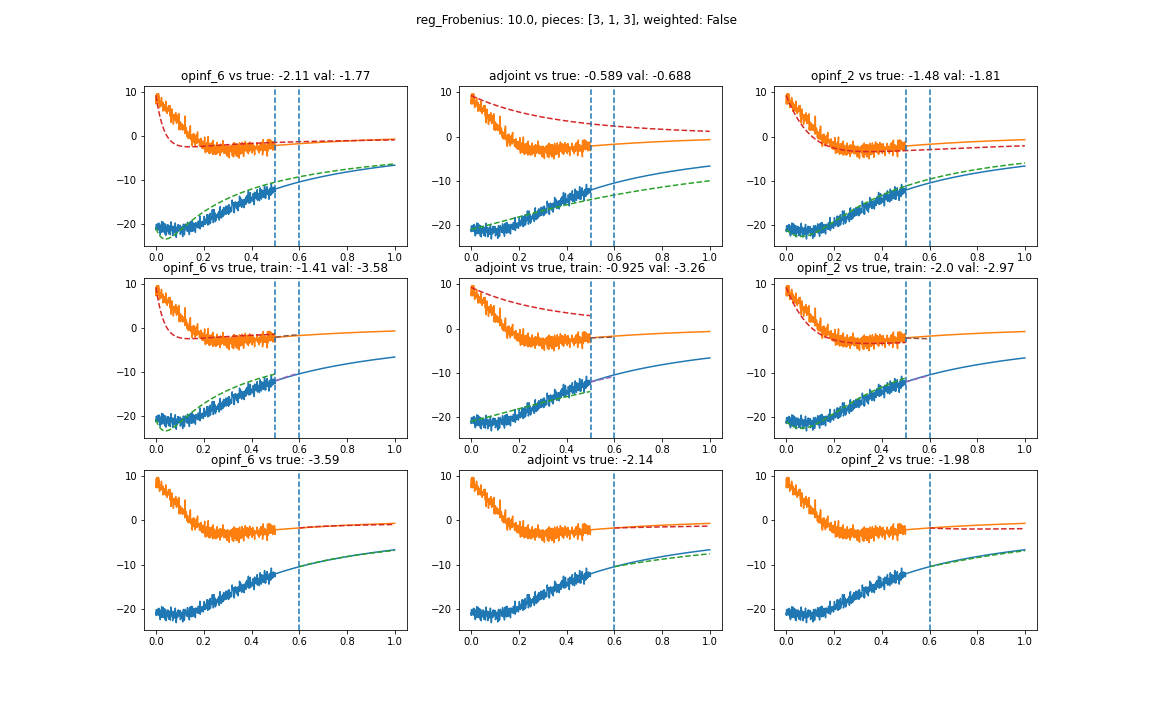 reg_Frobenius: 10.0, pieces: [3, 1, 3], weighted: False
opinf_6 vs true: -2.11 val: -1.77
adjoint vs true: -0.589 val: -0.688
opinf_2 vs true: -1.48 val: -1.81
10
0
−10
−20
0.0 0.2 0.4 0.6 0.8 1.0
10
0
−10
−20
0.0 0.2 0.4 0.6 0.8 1.0
10
0
−10
−20
0.0 0.2 0.4 0.6 0.8 1.0
opinf_6 vs true, train: -1.41 val: -3.58
adjoint vs true, train: -0.925 val: -3.26
opinf_2 vs true, train: -2.0 val: -2.97
10
0
−10
−20
0.0 0.2 0.4 0.6 0.8 1.0
10
0
−10
−20
0.0 0.2 0.4 0.6 0.8 1.0
10
0
−10
−20
0.0 0.2 0.4 0.6 0.8 1.0
opinf_6 vs true: -3.59
adjoint vs true: -2.14
opinf_2 vs true: -1.98
10
0
−10
−20
0.0 0.2 0.4 0.6 0.8 1.0
10
0
−10
−20
0.0 0.2 0.4 0.6 0.8 1.0
10
0
−10
−20
0.0 0.2 0.4 0.6 0.8 1.0